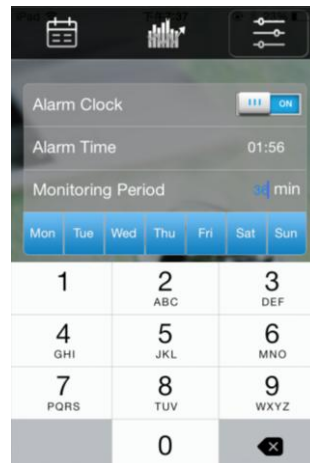 Alarm Clock ON
Alarm Time 01:56
Monitoring Period 36 min
Mon Tue Wed Thu Fri Sat Sun
1 2 3
ABC DEF
4 5 6
GHI JKL MNO
7 8 9
PQRS TUV WXYZ
0